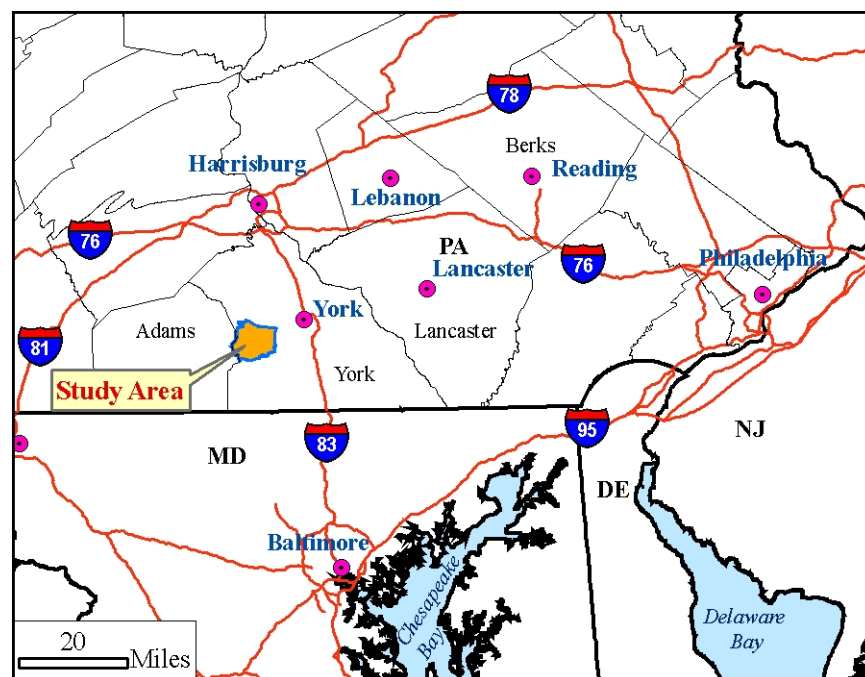 78
Harrisburg
Berks
Reading
Lebanon
76
PA
76
Philadelphia
Lancaster
York
81
Adams
Lancaster
Study Area
York
83
95
MD
NJ
DE
Baltimore
Chesapeake
Bay
Delaware
Bay
20
Miles